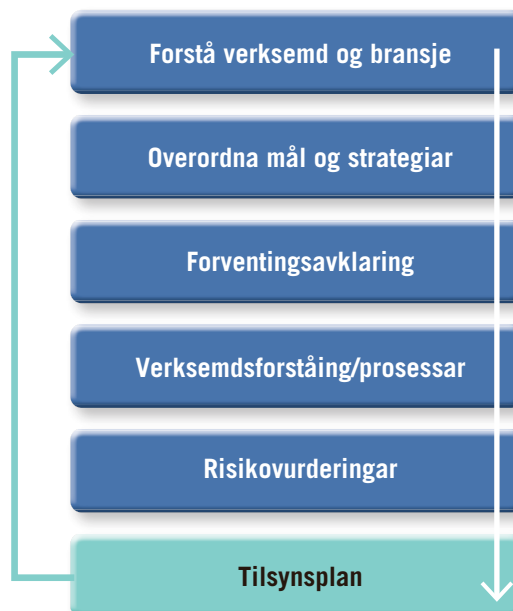 Forstå verksemd og bransje
Overordna mål og strategiar
Forventingsavklaring
Verksemdsforståing/prosessar
Risikovurderingar
Tilsynsplan